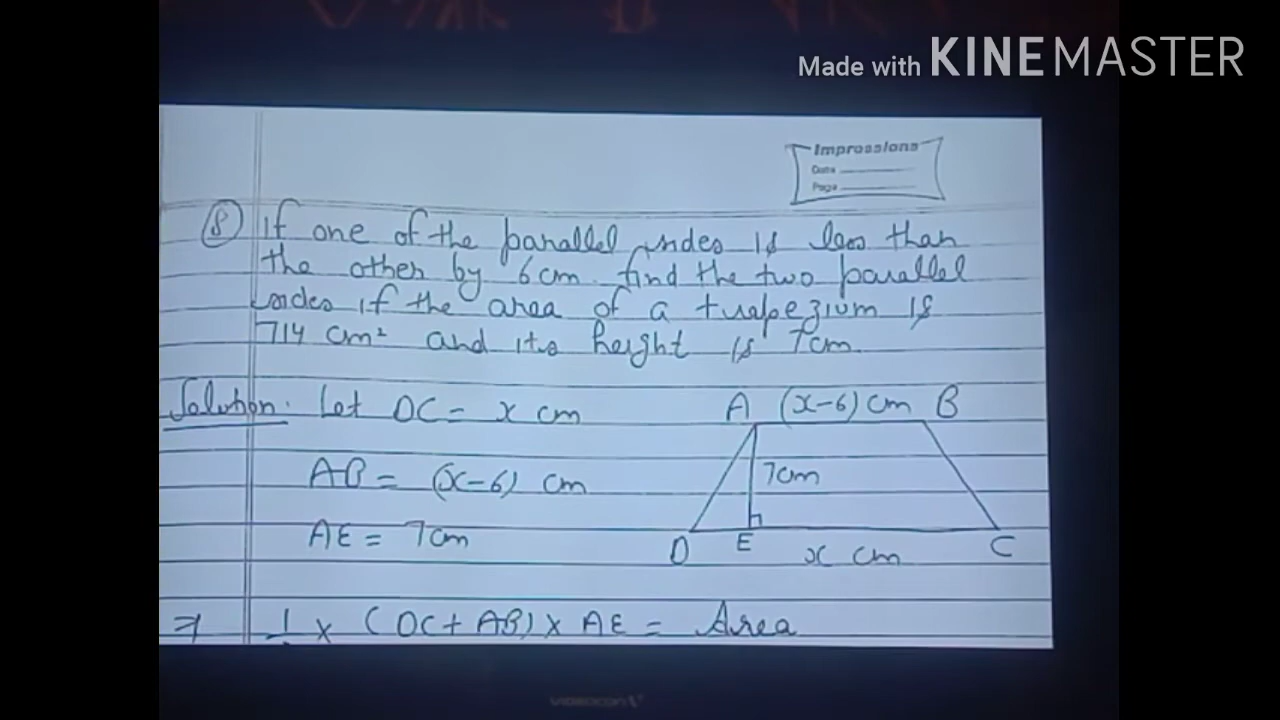 Made with KINEMASTER
Impressions
Date
Page
8 If one of the parallel sides is less than
the other by 6cm. find the two parallel
sides if the area of a trapezium is
714 cm² and its height is 7cm
Solution. Let DC = x cm
A (x-6) cm B
AB = (x-6) cm
7cm
AE = 7cm
D E x cm C
⇒ 1 × (DC + AB) × AE = Area
VIDEOCON